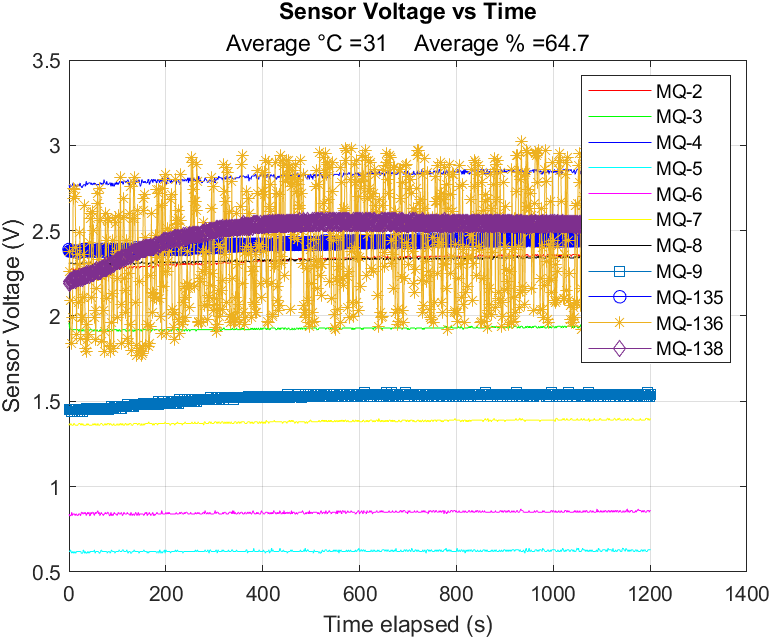 Sensor Voltage vs Time
Average °C =31 Average % =64.7
3.5
3
2.5
2
1.5
1
0.5
Sensor Voltage (V)
MQ-2
MQ-3
MQ-4
MQ-5
MQ-6
MQ-7
MQ-8
MQ-9
MQ-135
MQ-136
MQ-138
0 200 400 600 800 1000 1200 1400
Time elapsed (s)